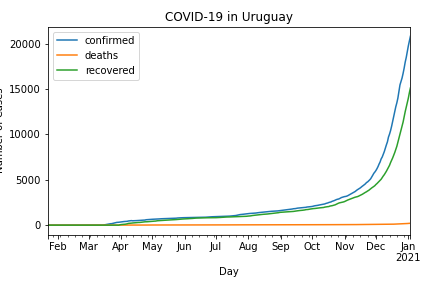 COVID-19 in Uruguay
confirmed
deaths
recovered
20000
15000
10000
5000
0
Feb Mar Apr May Jun Jul Aug Sep Oct Nov Dec Jan
2021
Day